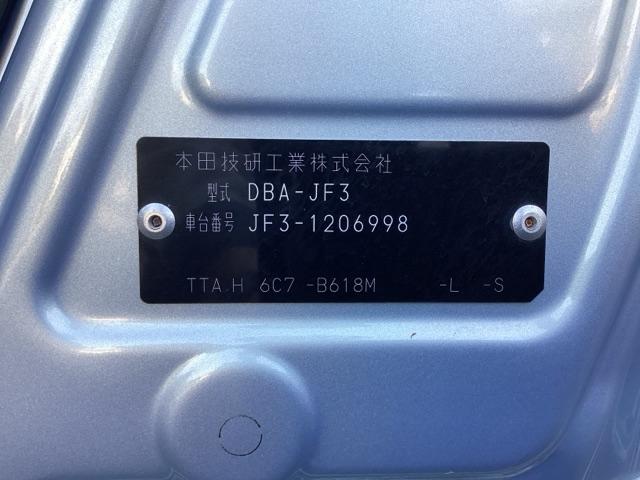 本田技研工業株式会社
型式 DBA-JF3
車台番号 JF3-1206998
TTA H 6C7 -B618M -L -S